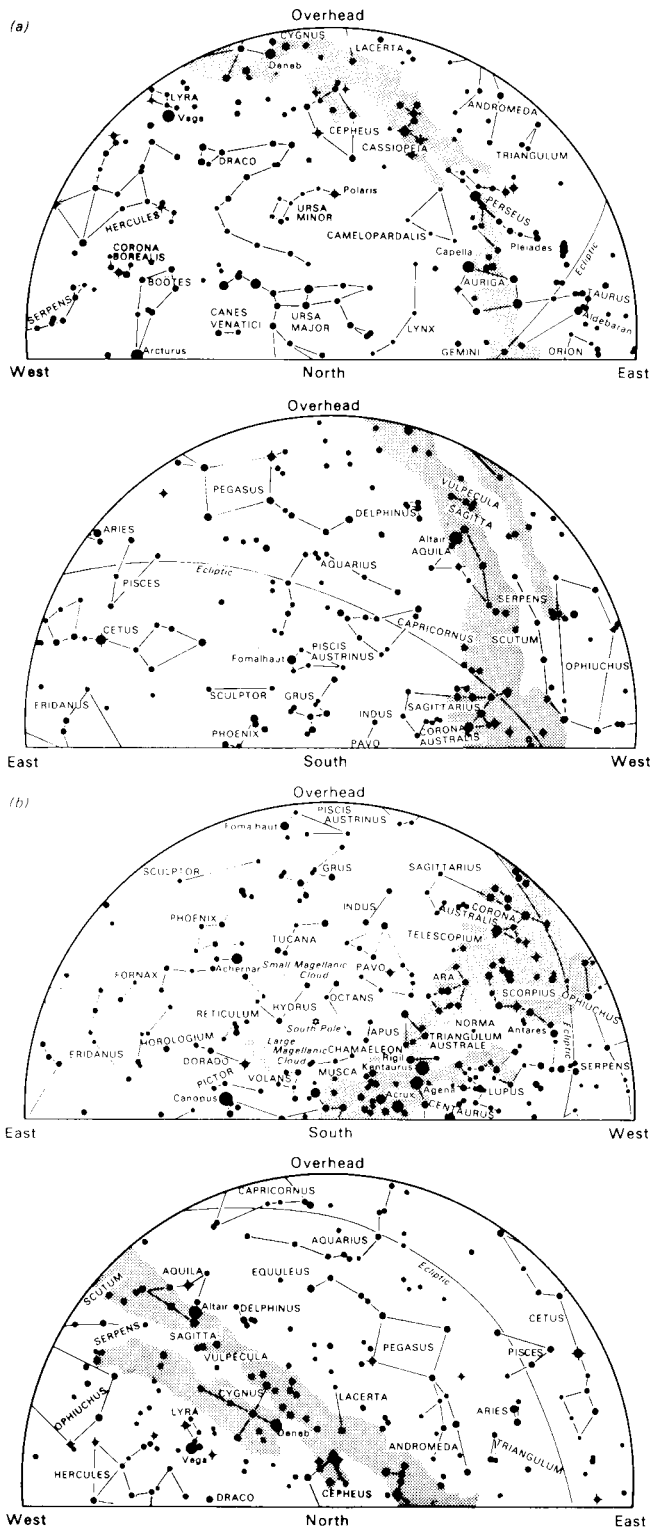 (a)
Overhead
CYGNUS
LACERTA
Deneb
LYRA
Vega
ANDROMEDA
CEPHEUS
CASSIOPEIA
TRIANGULUM
DRACO
Polaris
URSA
MINOR
PERSEUS
HERCULES
CAMELOPARDALIS
Pleiades
CORONA
BOREALIS
Capella
Ecliptic
BOOTES
AURIGA
TAURUS
SERPENS
CANES
VENATICI
URSA
MAJOR
LYNX
Aldebaran
Arcturus
GEMINI
ORION
West
North
East
Overhead
PEGASUS
VULPECULA
SAGITTA
DELPHINUS
ARIES
Altair
AQUILA
Ecliptic
AQUARIUS
PISCES
SERPENS
CETUS
CAPRICORNUS
SCUTUM
PISCIS
AUSTRINUS
Fomalhaut
OPHIUCHUS
ERIDANUS
SCULPTOR
GRUS
SAGITTARIUS
INDUS
PHOENIX
CORONA
AUSTRALIS
PAVO
East
South
West
(b)
Overhead
PISCIS
AUSTRINUS
Fomalhaut
SCULPTOR
GRUS
SAGITTARIUS
INDUS
CORONA
AUSTRALIS
PHOENIX
TUCANA
TELESCOPIUM
Achernar
Small Magellanic
Cloud
PAVO
FORNAX
ARA
HYDRUS
OCTANS
SCORPIUS
OPHIUCHUS
RETICULUM
South Pole
APUS
NORMA
TRIANGULUM
AUSTRALE
Antares
HOROLOGIUM
Large
Magellanic
Cloud
CHAMAELEON
Ecliptic
ERIDANUS
DORADO
Rigil
Kentaurus
SERPENS
PICTOR
VOLANS
MUSCA
Agena
LUPUS
Canopus
Acrux
CENTAURUS
East
South
West
Overhead
CAPRICORNUS
AQUARIUS
AQUILA
EQUULEUS
Ecliptic
SCUTUM
Altair
DELPHINUS
CETUS
SERPENS
SAGITTA
PEGASUS
PISCES
VULPECULA
CYGNUS
LACERTA
OPHIUCHUS
LYRA
Deneb
ARIES
Vega
ANDROMEDA
TRIANGULUM
HERCULES
DRACO
CEPHEUS
West
North
East